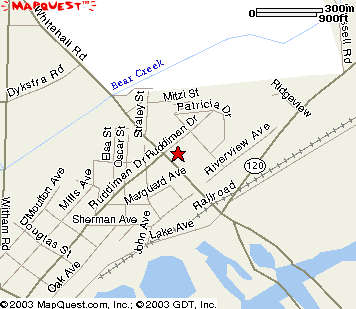 MAPQUEST
300m
900ft
Whitehall Rd
Dykstra Rd
Bear Creek
Mitzi St
Patricia Dr
Ridgeview
Straley St
Elsa St
Oscar St
Ruddiman Dr
Ruddiman Dr
Riverview Ave
120
Moulton Ave
Mills Ave
Marquard Ave
Railroad
Witham Rd
Douglas St
Sherman Ave
John Ave
Lake Ave
Oak Ave
©2003 MapQuest.com, Inc.; ©2003 GDT, Inc.